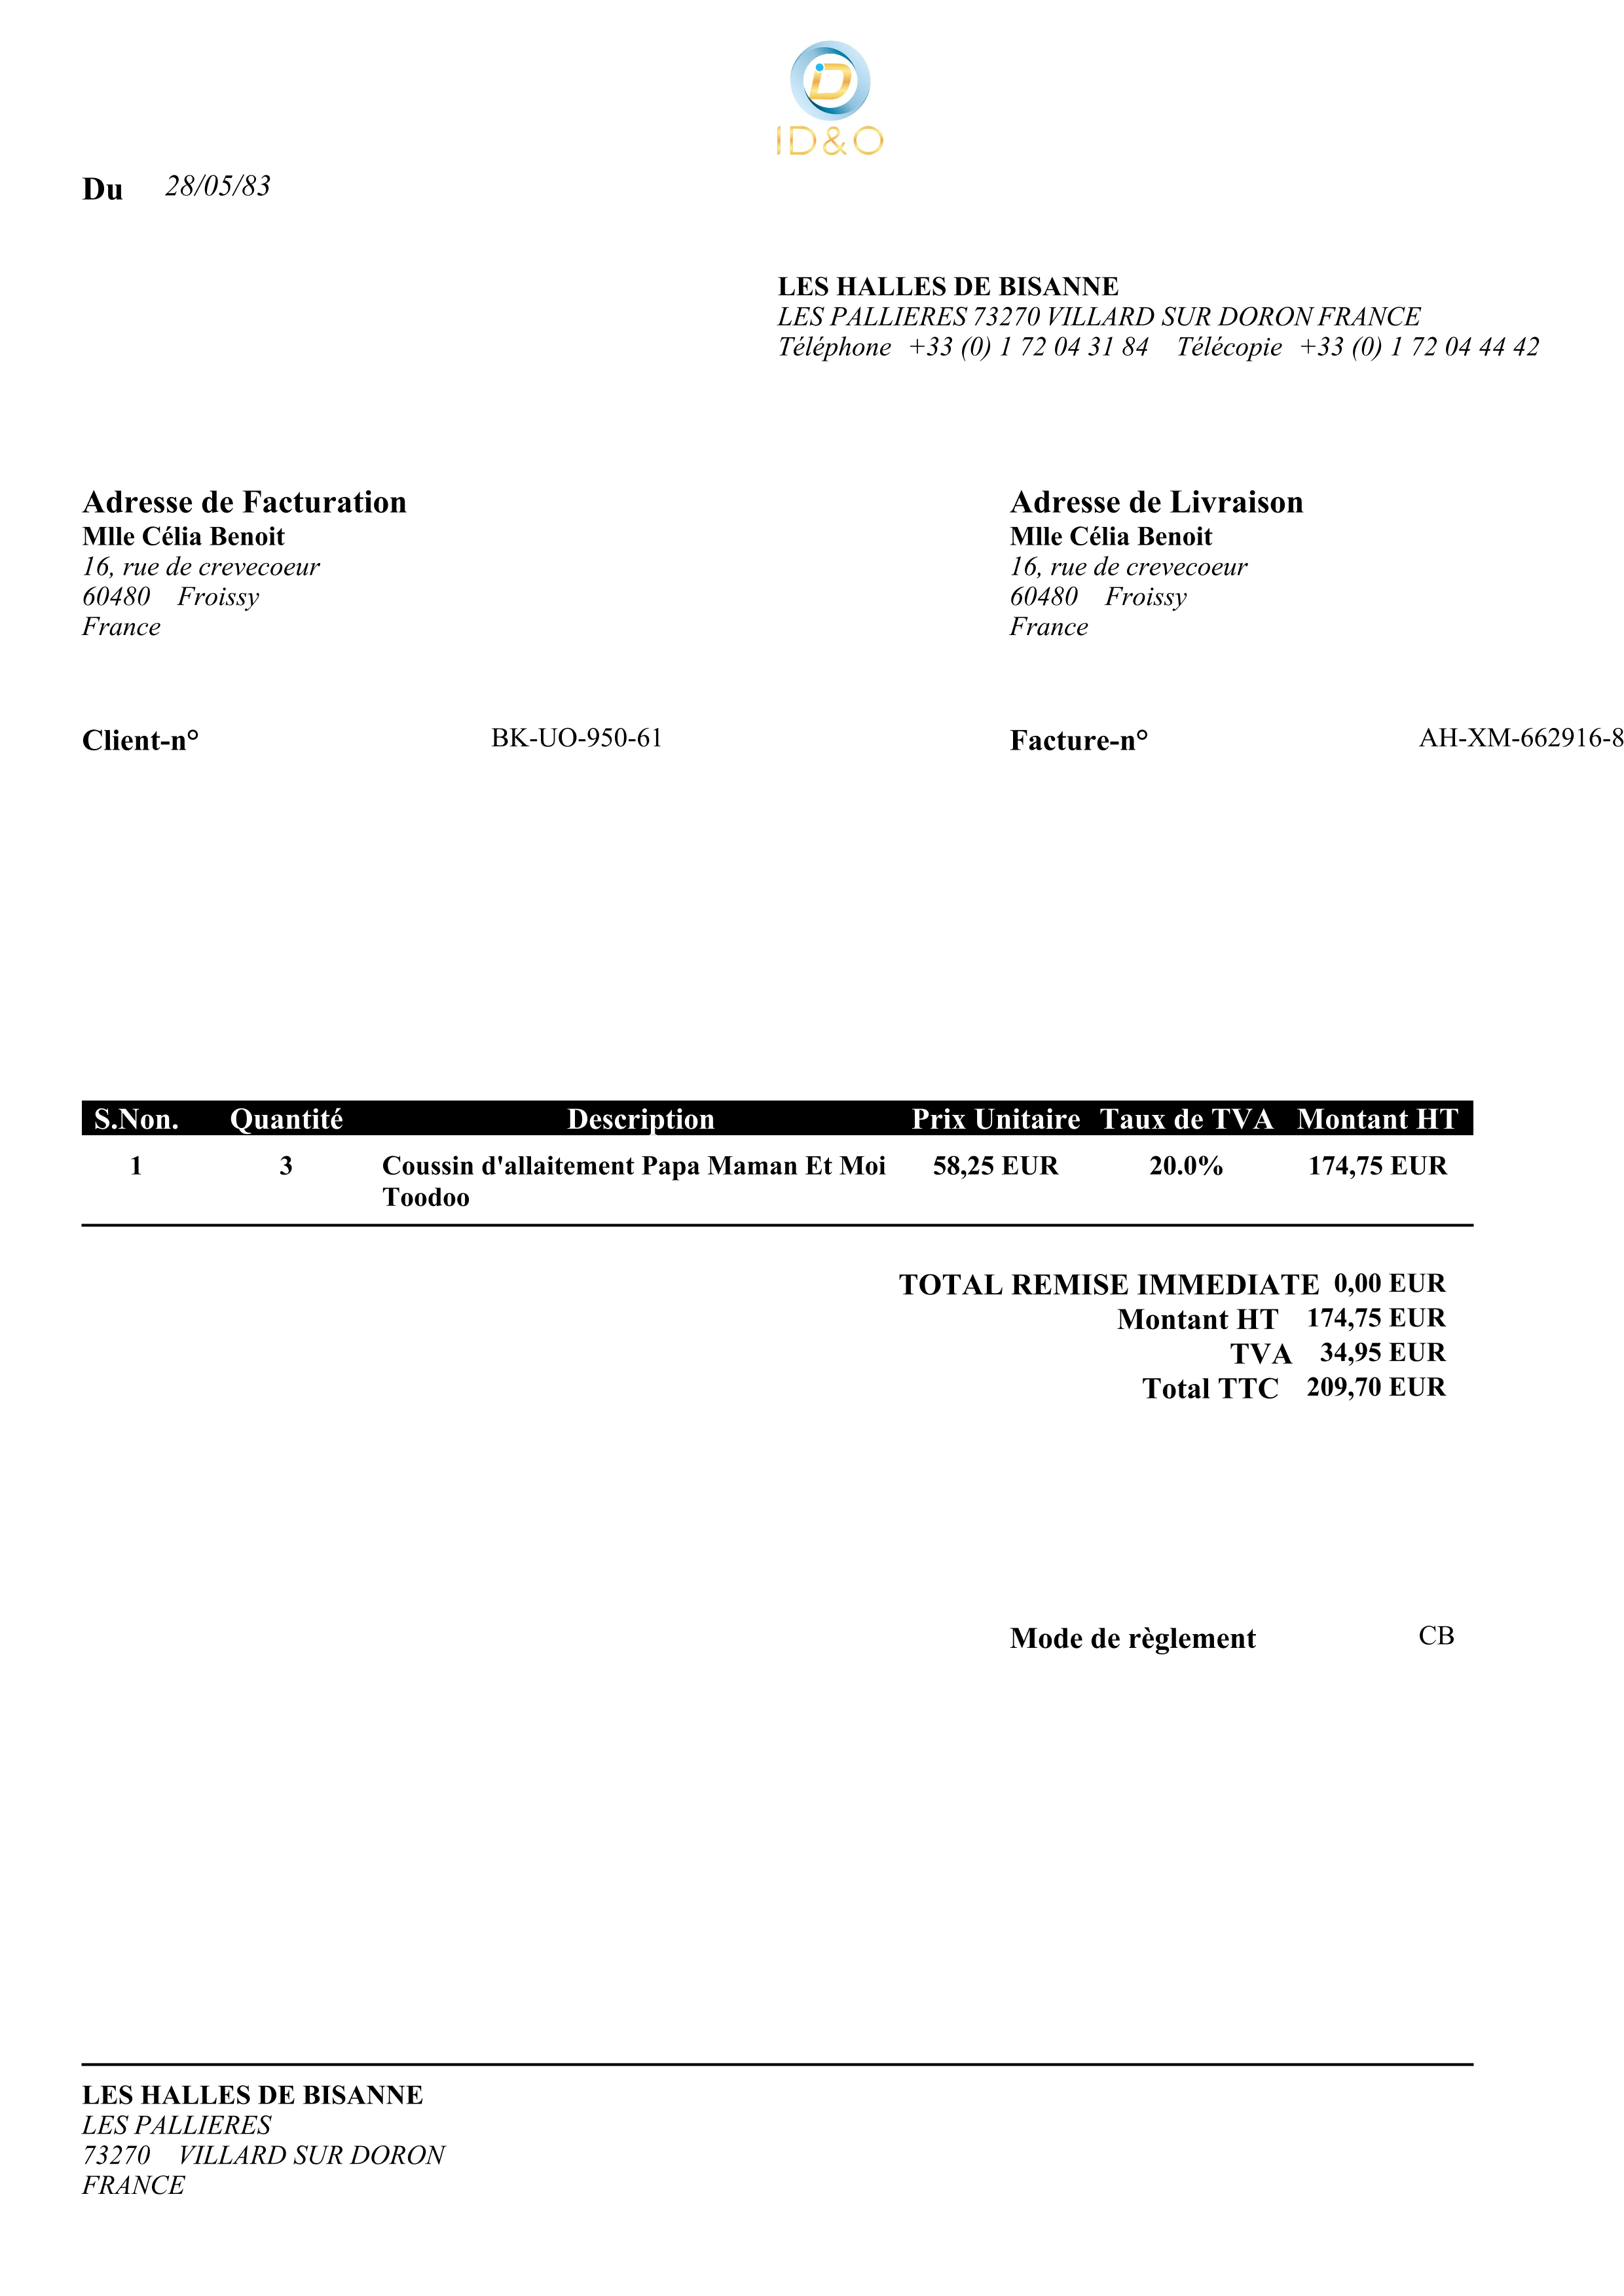 ID&O
Du 28/05/83
LES HALLES DE BISANNE
LES PALLIERES 73270 VILLARD SUR DORON FRANCE
Téléphone +33 (0) 1 72 04 31 84 Télécopie +33 (0) 1 72 04 44 42
Adresse de Facturation
Mlle Célia Benoit
16, rue de crevecoeur
60480 Froissy
France
Adresse de Livraison
Mlle Célia Benoit
16, rue de crevecoeur
60480 Froissy
France
Client-n° BK-UO-950-61
Facture-n° AH-XM-662916-8
S.Non. Quantité Description Prix Unitaire Taux de TVA Montant HT
1 3 Coussin d'allaitement Papa Maman Et Moi 58,25 EUR 20.0% 174,75 EUR
Toodoo
TOTAL REMISE IMMEDIATE 0,00 EUR
Montant HT 174,75 EUR
TVA 34,95 EUR
Total TTC 209,70 EUR
Mode de règlement CB
LES HALLES DE BISANNE
LES PALLIERES
73270 VILLARD SUR DORON
FRANCE